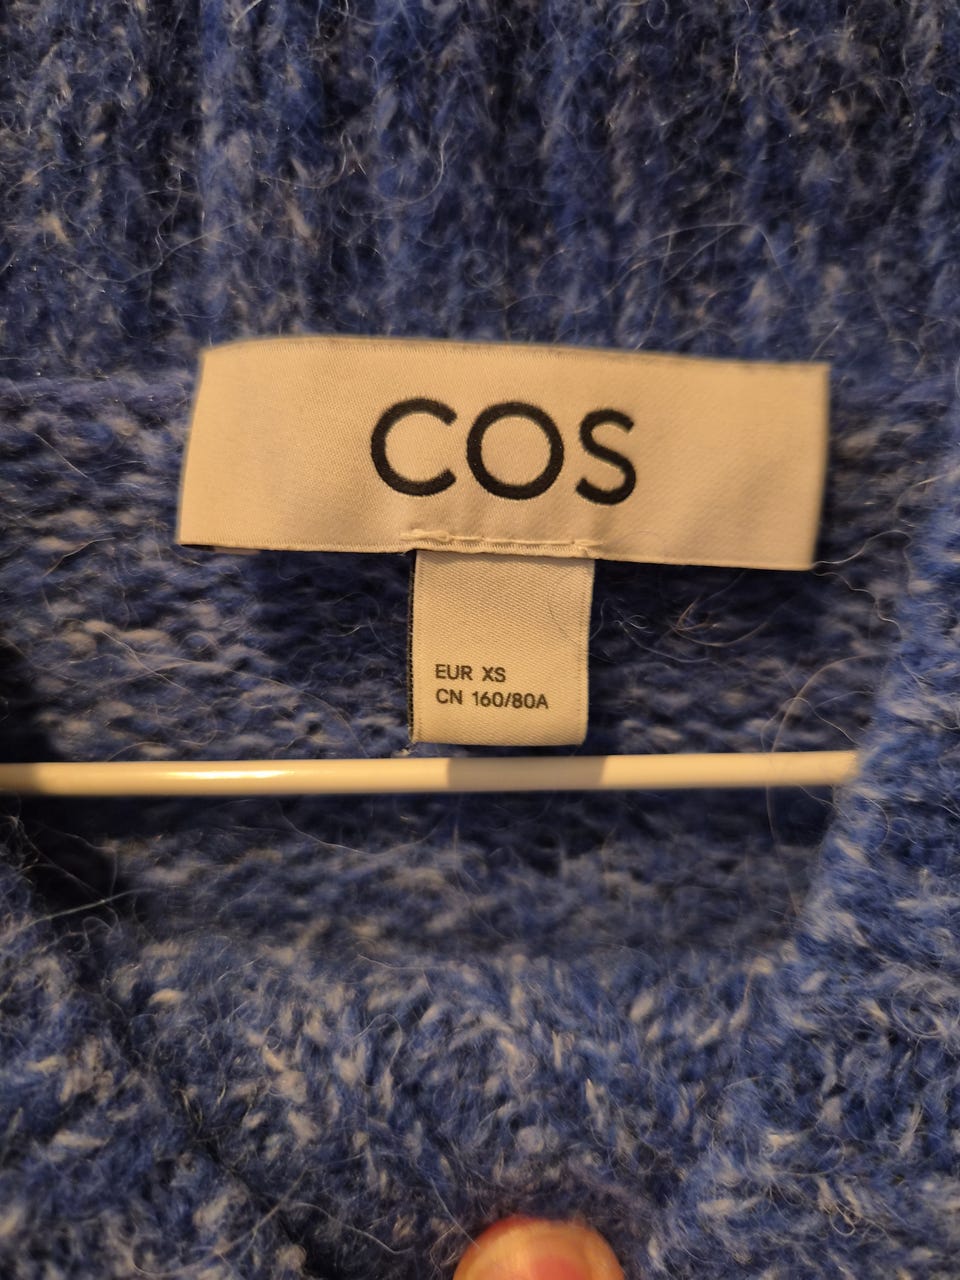 COS
EUR XS
CN 160/80A